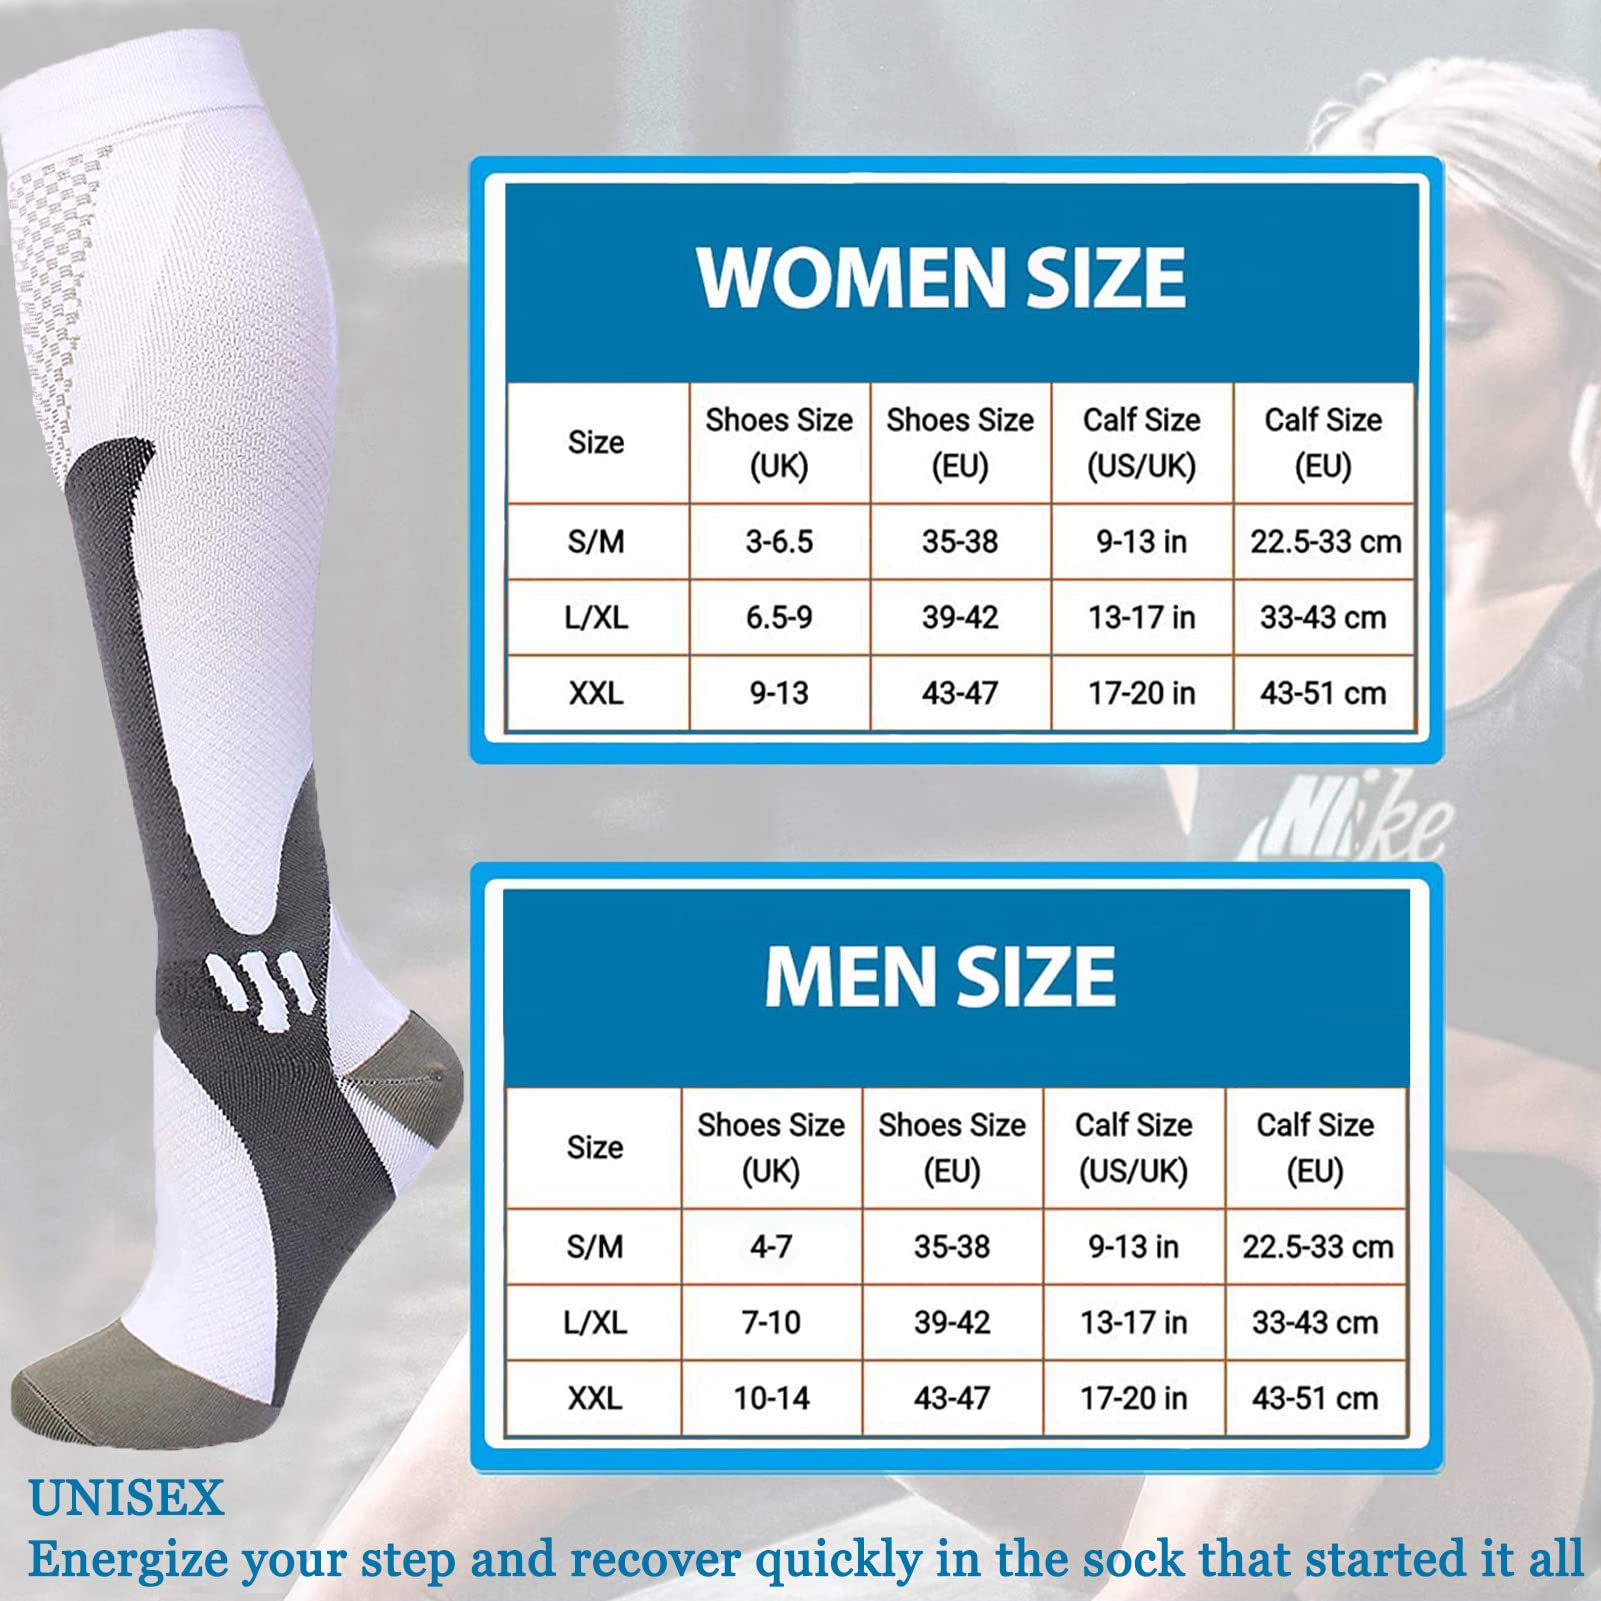 WOMEN SIZE
Size Shoes Size (UK) Shoes Size (EU) Calf Size (US/UK) Calf Size (EU)
S/M 3-6.5 35-38 9-13 in 22.5-33 cm
L/XL 6.5-9 39-42 13-17 in 33-43 cm
XXL 9-13 43-47 17-20 in 43-51 cm
MEN SIZE
Size Shoes Size (UK) Shoes Size (EU) Calf Size (US/UK) Calf Size (EU)
S/M 4-7 35-38 9-13 in 22.5-33 cm
L/XL 7-10 39-42 13-17 in 33-43 cm
XXL 10-14 43-47 17-20 in 43-51 cm
UNISEX
Energize your step and recover quickly in the sock that started it all